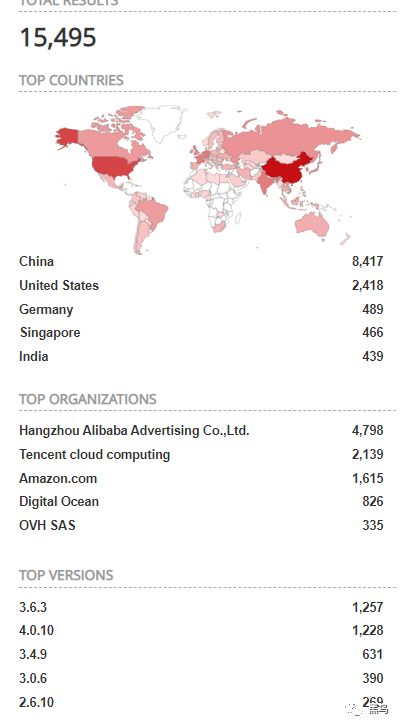 TOTAL RESULTS
15,495
TOP COUNTRIES
China 8,417
United States 2,418
Germany 489
Singapore 466
India 439
TOP ORGANIZATIONS
Hangzhou Alibaba Advertising Co.,Ltd. 4,798
Tencent cloud computing 2,139
Amazon.com 1,615
Digital Ocean 826
OVH SAS 335
TOP VERSIONS
3.6.3 1,257
4.0.10 1,228
3.4.9 631
3.0.6 390
2.6.10 269
黑鸟